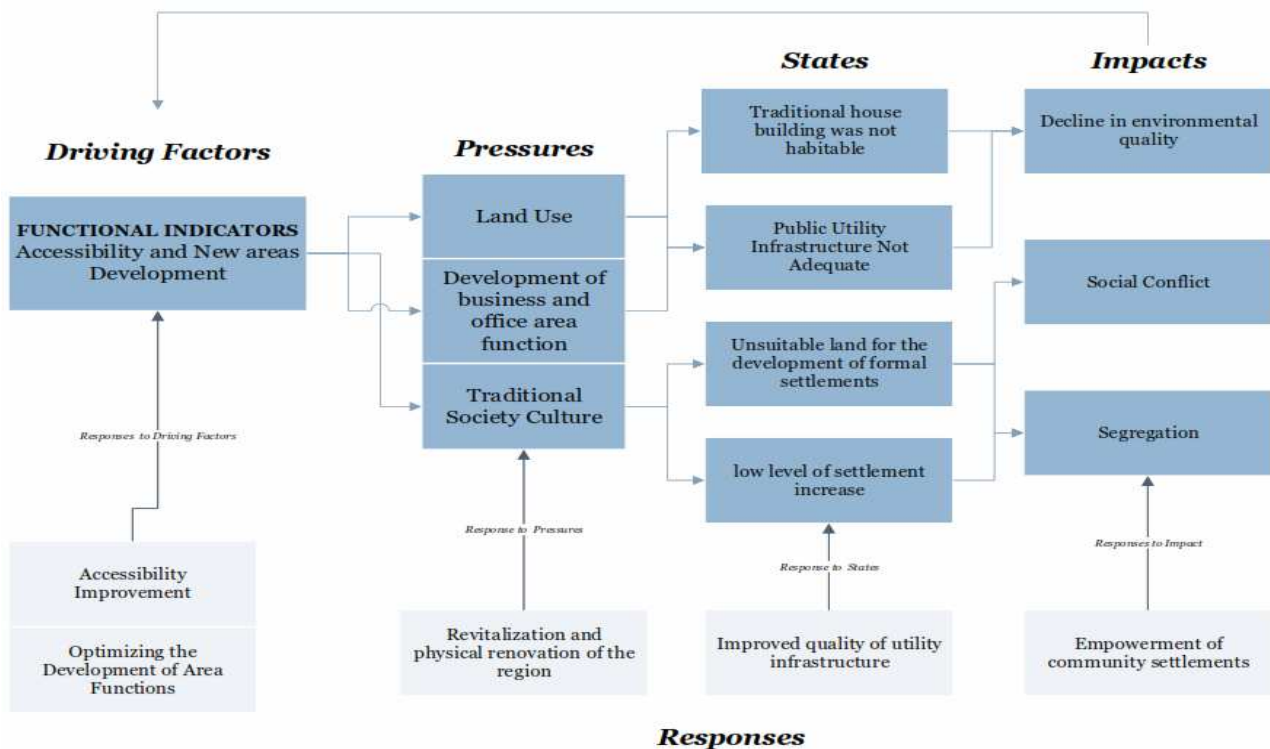 States
Impacts
Driving Factors
Pressures
FUNCTIONAL INDICATORS
Accessibility and New areas
Development
Land Use
Development of
business and
office area
function
Traditional
Society Culture
Traditional house
building was not
habitable
Public Utility
Infrastructure Not
Adequate
Unsuitable land for the
development of formal
settlements
low level of settlement
increase
Decline in environmental
quality
Social Conflict
Segregation
Responses to Driving Factors
Response to Pressures
Response to States
Responses to Impact
Accessibility
Improvement
Optimizing the
Development of Area
Functions
Revitalization and
physical renovation of the
region
Improved quality of utility
infrastructure
Empowerment of
community settlements
Responses